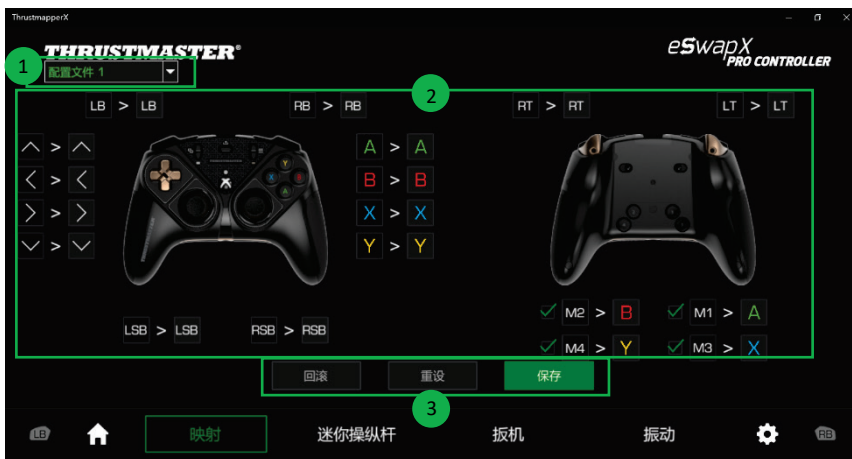 ThrustmapperX
THRUSTMASTER®
eSwapX
PRO CONTROLLER
1
配置文件 1
2
LB > LB
RB > RB
RT > RT
LT > LT
A > A
B > B
X > X
Y > Y
LSB > LSB
RSB > RSB
M2 > B
M1 > A
M4 > Y
M3 > X
回滚
重设
保存
3
LB
映射
迷你操纵杆
扳机
振动
RB